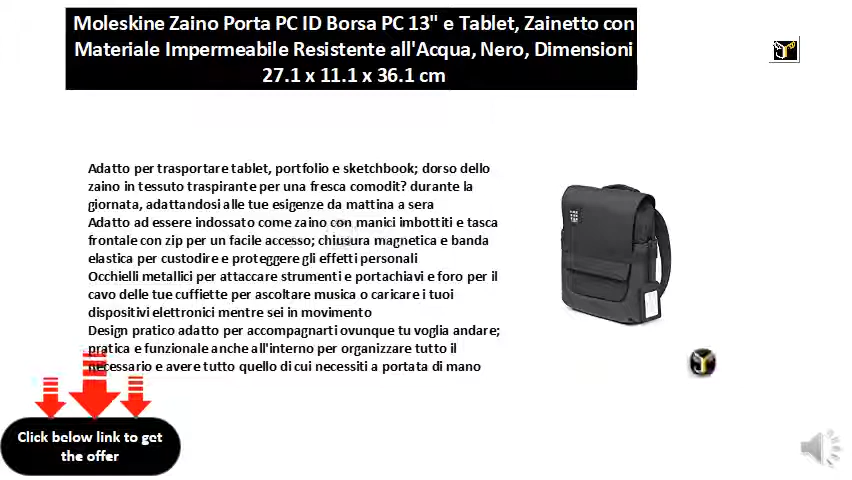 Moleskine Zaino Porta PC ID Borsa PC 13" e Tablet, Zainetto con
Materiale Impermeabile Resistente all'Acqua, Nero, Dimensioni
27.1 x 11.1 x 36.1 cm
Adatto per trasportare tablet, portfolio e sketchbook; dorso dello
zaino in tessuto traspirante per una fresca comodit? durante la
giornata, adattandosi alle tue esigenze da mattina a sera
Adatto ad essere indossato come zaino con manici imbottiti e tasca
frontale con zip per un facile accesso; chiusura magnetica e banda
elastica per custodire e proteggere gli effetti personali
Occhielli metallici per attaccare strumenti e portachiavi e foro per il
cavo delle tue cuffiette per ascoltare musica o caricare i tuoi
dispositivi elettronici mentre sei in movimento
Design pratico adatto per accompagnarti ovunque tu voglia andare;
pratica e funzionale anche all'interno per organizzare tutto il
necessario e avere tutto quello di cui necessiti a portata di mano
Click below link to get
the offer